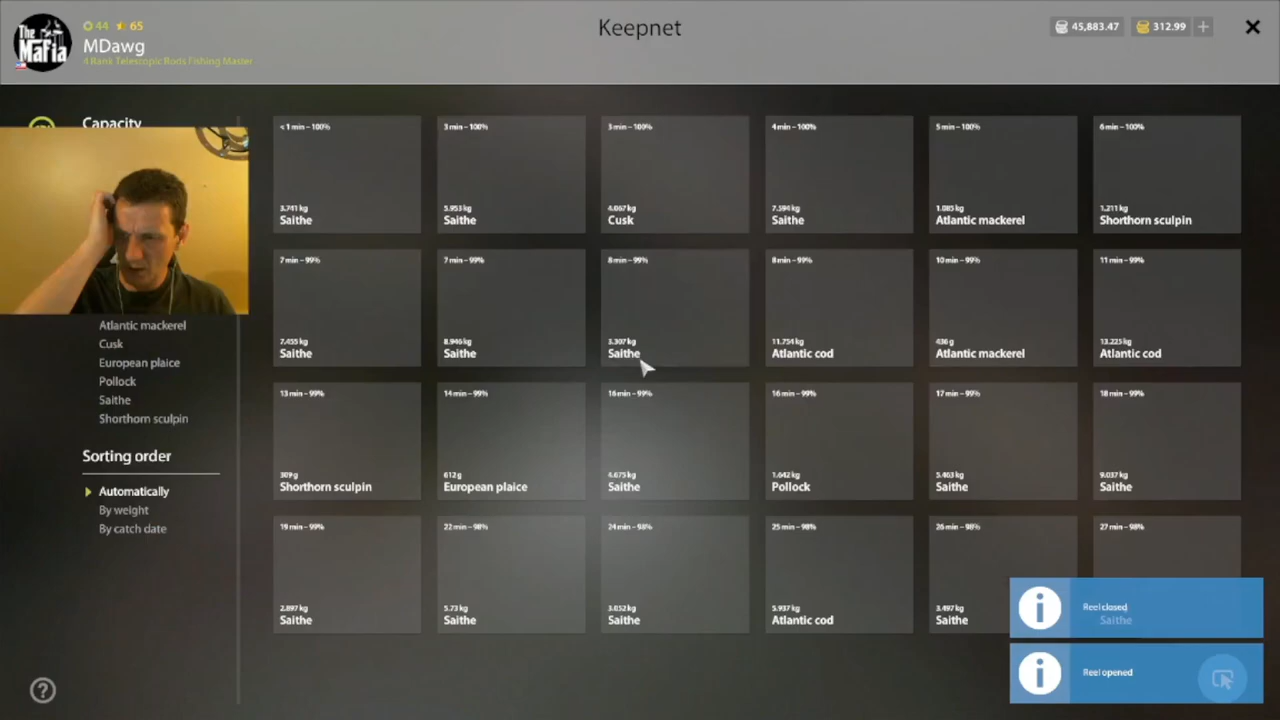 The
Mafia
44 65
MDawg
4 Rank Telescopic Rods Fishing Master
Keepnet
45,883.47
312.99
Capacity
Atlantic mackerel
Cusk
European plaice
Pollock
Saithe
Shorthorn sculpin
Sorting order
Automatically
By weight
By catch date
< 1 min – 100%
3.741 kg
Saithe
3 min – 100%
5.953 kg
Saithe
3 min – 100%
4.067 kg
Cusk
4 min – 100%
7.594 kg
Saithe
5 min – 100%
1.085 kg
Atlantic mackerel
6 min – 100%
1.211 kg
Shorthorn sculpin
7 min – 99%
7.455 kg
Saithe
7 min – 99%
8.946 kg
Saithe
8 min – 99%
3.307 kg
Saithe
8 min – 99%
11.754 kg
Atlantic cod
10 min – 99%
436 g
Atlantic mackerel
11 min – 99%
13.225 kg
Atlantic cod
13 min – 99%
309 g
Shorthorn sculpin
14 min – 99%
612 g
European plaice
16 min – 99%
4.675 kg
Saithe
16 min – 99%
1.642 kg
Pollock
17 min – 99%
5.463 kg
Saithe
18 min – 99%
9.037 kg
Saithe
19 min – 99%
2.897 kg
Saithe
22 min – 98%
5.73 kg
Saithe
24 min – 98%
3.852 kg
Saithe
25 min – 98%
5.937 kg
Atlantic cod
26 min – 98%
3.497 kg
Saithe
27 min – 98%
Saithe
Reel closed
Reel opened